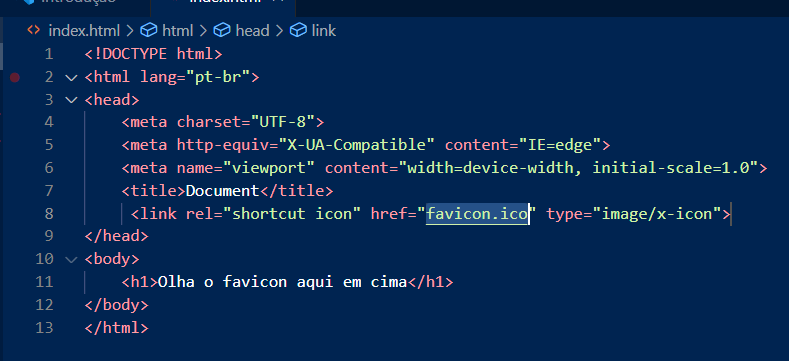 introdução index.html
index.html > html > head > link
1 <!DOCTYPE html>
2 <html lang="pt-br">
3 <head>
4 <meta charset="UTF-8">
5 <meta http-equiv="X-UA-Compatible" content="IE=edge">
6 <meta name="viewport" content="width=device-width, initial-scale=1.0">
7 <title>Document</title>
8 <link rel="shortcut icon" href="favicon.ico" type="image/x-icon">
9 </head>
10 <body>
11 <h1>Olha o favicon aqui em cima</h1>
12 </body>
13 </html>